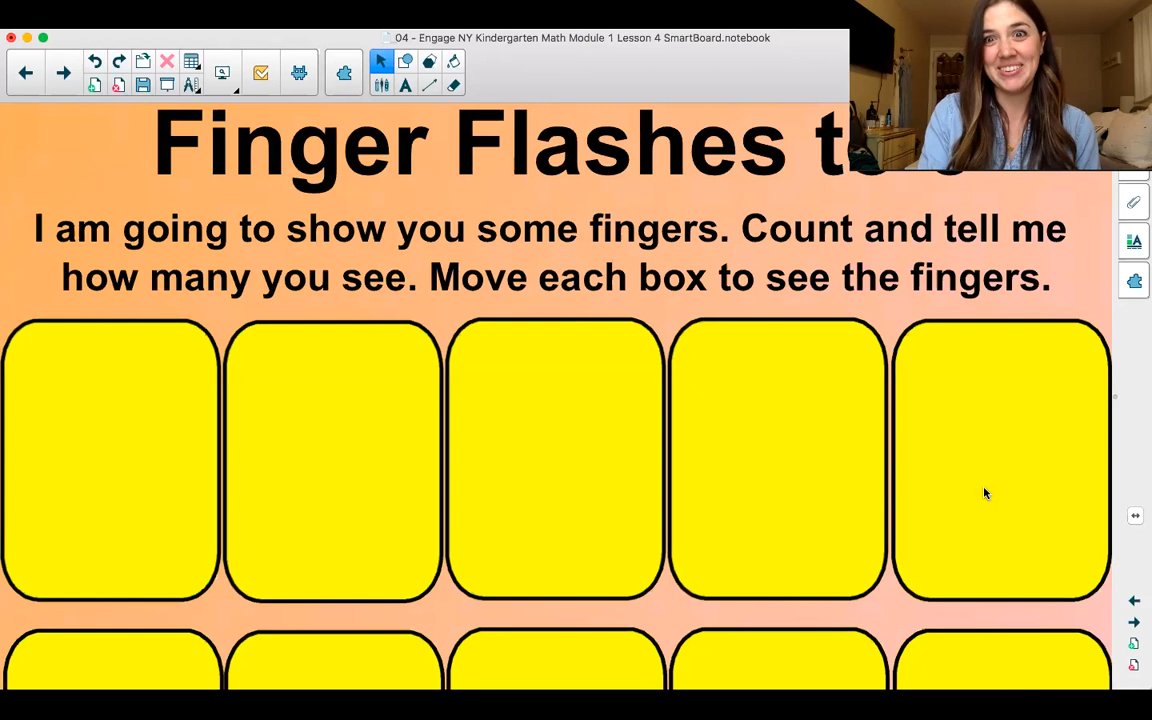 04 - Engage NY Kindergarten Math Module 1 Lesson 4 SmartBoard.notebook
Finger Flashes
I am going to show you some fingers. Count and tell me
how many you see. Move each box to see the fingers.